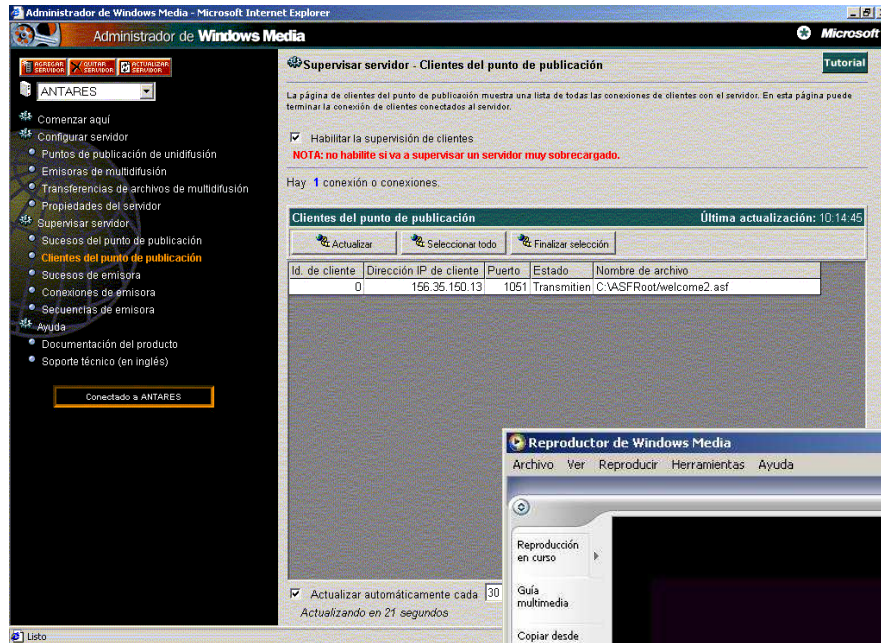 Administrador de Windows Media - Microsoft Internet Explorer
Administrador de Windows Media
Microsoft
AGREGAR SERVIDOR
QUITAR SERVIDOR
ACTUALIZAR SERVIDOR
ANTARES
Comenzar aquí
Configurar servidor
Puntos de publicación de unidifusión
Emisoras de multidifusión
Transferencias de archivos de multidifusión
Propiedades del servidor
Supervisar servidor
Sucesos del punto de publicación
Clientes del punto de publicación
Sucesos de emisora
Conexiones de emisora
Secuencias de emisora
Ayuda
Documentación del producto
Soporte técnico (en inglés)
Conectado a ANTARES
Supervisar servidor - Clientes del punto de publicación
Tutorial
La página de clientes del punto de publicación muestra una lista de todas las conexiones de clientes con el servidor. En esta página puede
terminar la conexión de clientes conectados al servidor.
Habilitar la supervisión de clientes
NOTA: no habilite si va a supervisar un servidor muy sobrecargado.
Hay 1 conexión o conexiones.
Clientes del punto de publicación
Última actualización: 10:14:45
Actualizar
Seleccionar todo
Finalizar selección
Id. de cliente Dirección IP de cliente Puerto Estado Nombre de archivo
0 156.35.150.13 1051 Transmitien C:\ASFRoot/welcome2.asf
Actualizar automáticamente cada 30
Actualizando en 21 segundos
Listo
Reproductor de Windows Media
Archivo Ver Reproducir Herramientas Ayuda
Reproducción
en curso
Guía
multimedia
Copiar desde